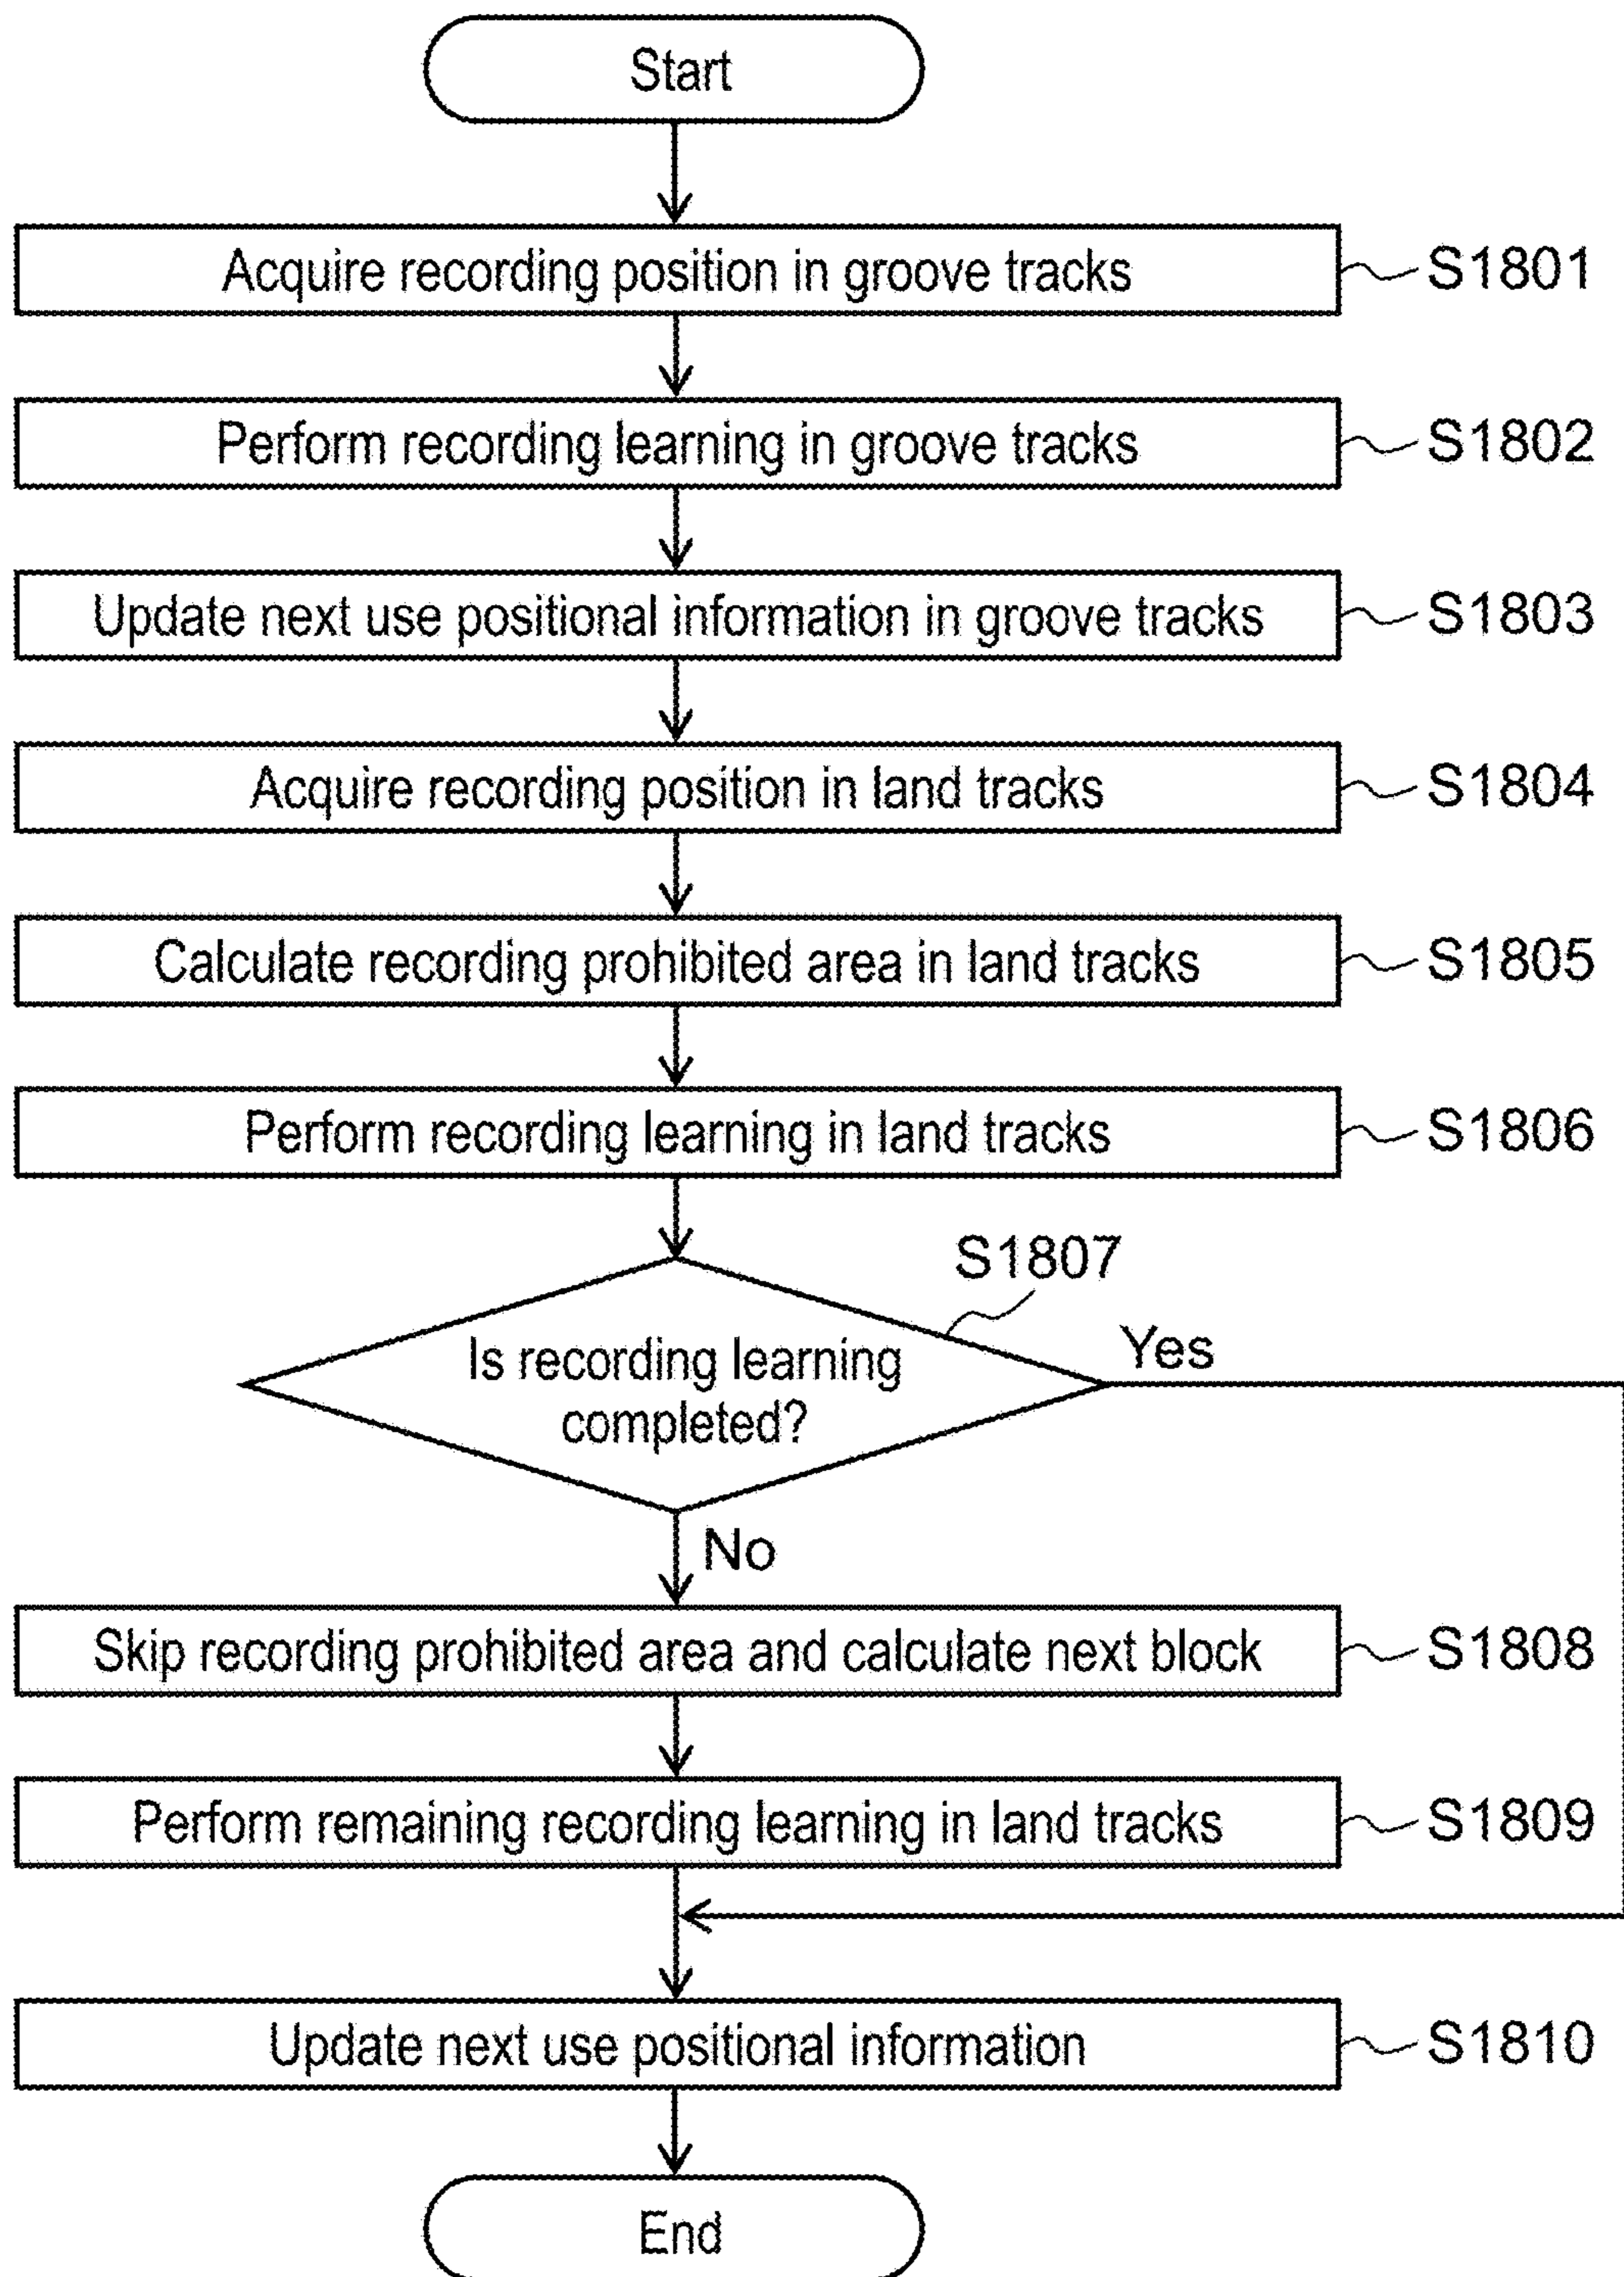 Start
Acquire recording position in groove tracks
S1801
Perform recording learning in groove tracks
S1802
Update next use positional information in groove tracks
S1803
Acquire recording position in land tracks
S1804
Calculate recording prohibited area in land tracks
S1805
Perform recording learning in land tracks
S1806
S1807
Is recording learning
completed?
Yes
No
Skip recording prohibited area and calculate next block
S1808
Perform remaining recording learning in land tracks
S1809
Update next use positional information
S1810
End